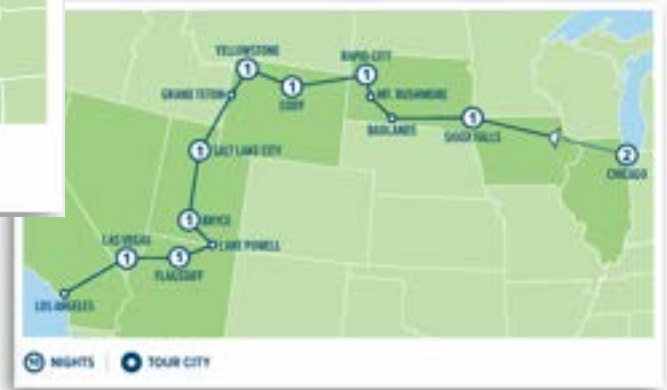 YELLOWSTONE
1
RAPID CITY
1
GRAND TETON
1
CODY
MT. RUSHMORE
BADLANDS
1
SIOUX FALLS
2
CHICAGO
1
SALT LAKE CITY
1
BRYCE
LAKE POWELL
LAS VEGAS
1
1
FLAGSTAFF
LOS ANGELES
NIGHTS
TOUR CITY